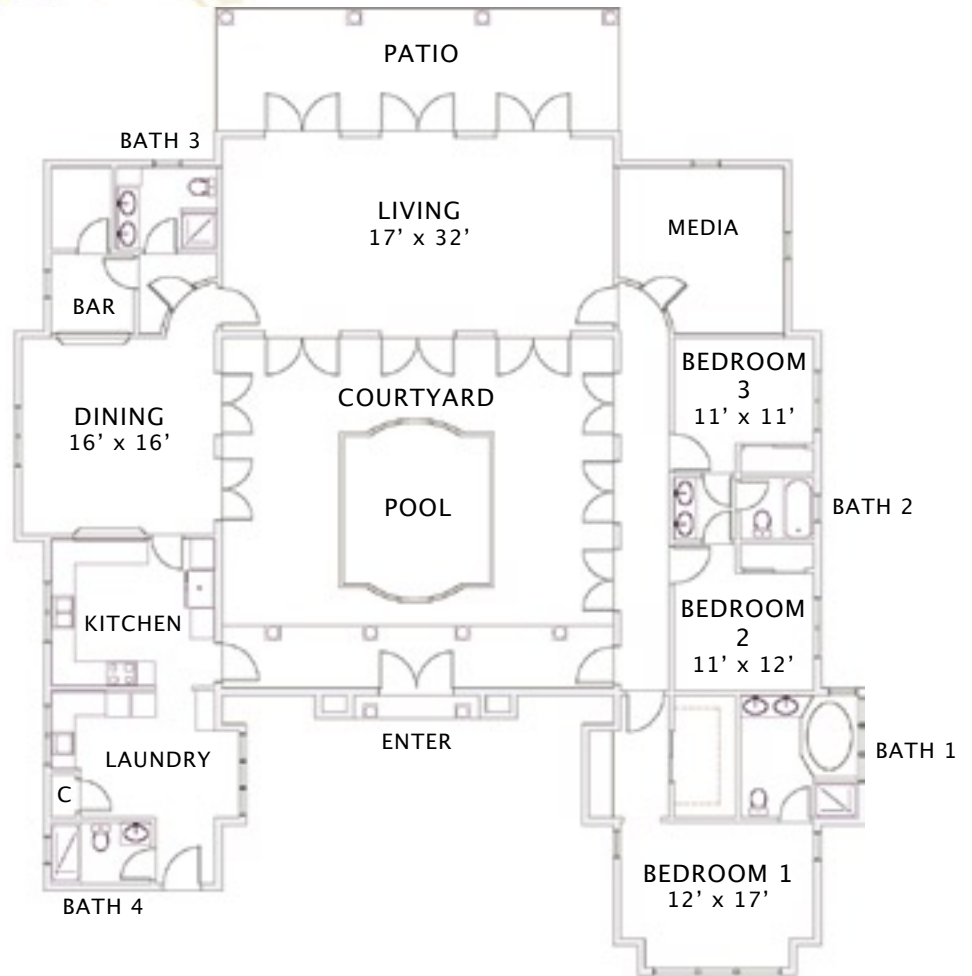 PATIO
BATH 3
LIVING
17’ x 32’
MEDIA
BAR
BEDROOM
3
11’ x 11’
COURTYARD
DINING
16’ x 16’
POOL
BATH 2
KITCHEN
BEDROOM
2
11’ x 12’
ENTER
BATH 1
LAUNDRY
C
BEDROOM 1
12’ x 17’
BATH 4